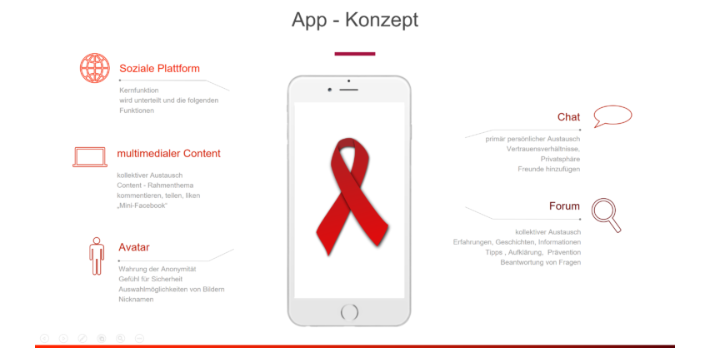 App - Konzept
Soziale Plattform
Kernfunktion
wird unterteilt und die folgenden
Funktionen
multimedialer Content
kollektiver Austausch
Content - Rahmenthema
kommentieren, teilen, liken
„Mini-Facebook“
Avatar
Wahrung der Anonymität
Gefühl für Sicherheit
Auswahlmöglichkeiten von Bildern
Nicknamen
Chat
primär persönlicher Austausch
Vertrauensverhältnisse,
Privatsphäre
Freunde hinzufügen
Forum
kollektiver Austausch
Erfahrungen, Geschichten, Informationen
Tipps , Aufklärung, Prävention
Beantwortung von Fragen